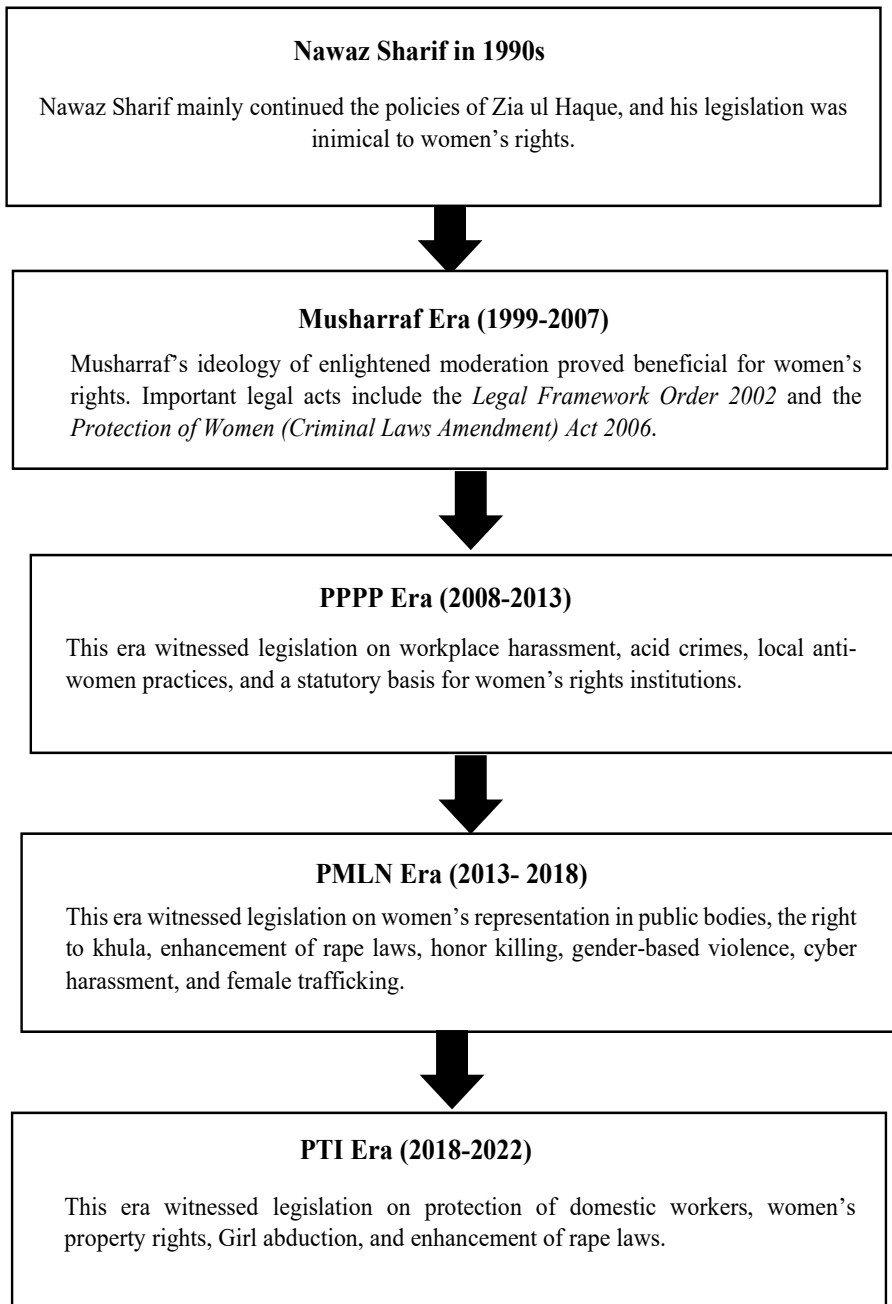 Nawaz Sharif in 1990s
Nawaz Sharif mainly continued the policies of Zia ul Haque, and his legislation was
inimical to women’s rights.
Musharraf Era (1999-2007)
Musharraf’s ideology of enlightened moderation proved beneficial for women’s
rights. Important legal acts include the Legal Framework Order 2002 and the
Protection of Women (Criminal Laws Amendment) Act 2006.
PPPP Era (2008-2013)
This era witnessed legislation on workplace harassment, acid crimes, local anti-
women practices, and a statutory basis for women’s rights institutions.
PMLN Era (2013- 2018)
This era witnessed legislation on women’s representation in public bodies, the right
to khula, enhancement of rape laws, honor killing, gender-based violence, cyber
harassment, and female trafficking.
PTI Era (2018-2022)
This era witnessed legislation on protection of domestic workers, women’s
property rights, Girl abduction, and enhancement of rape laws.